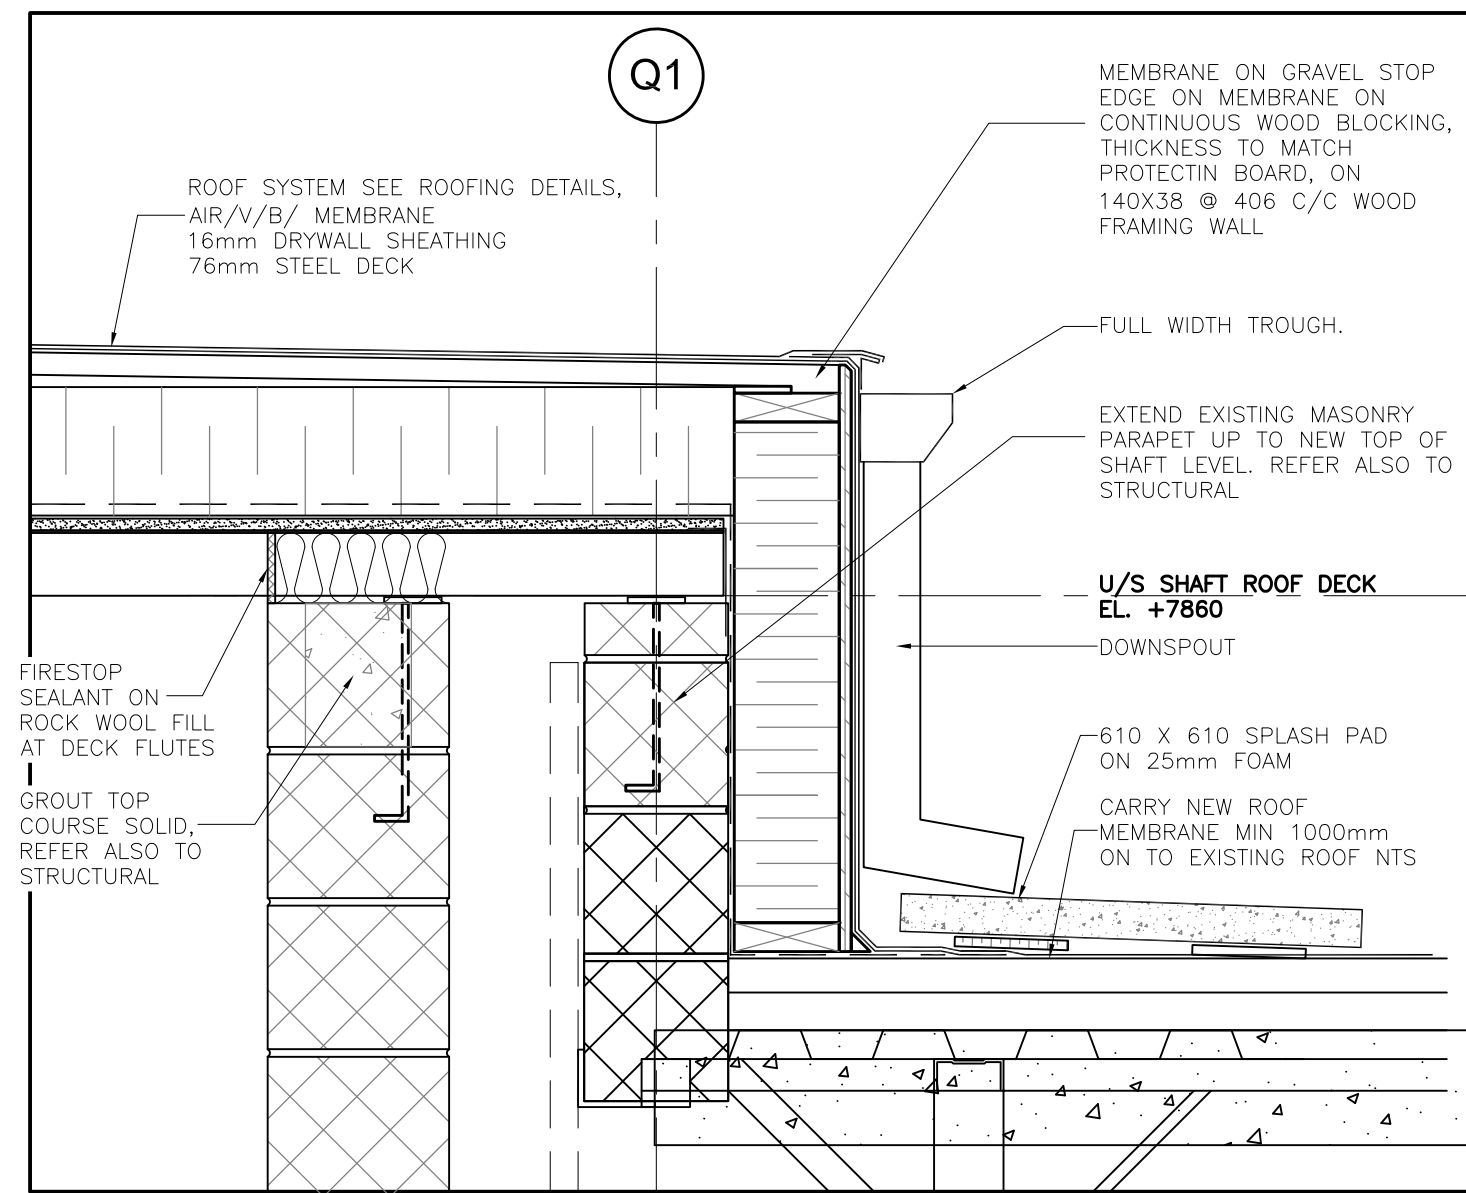 Q1
MEMBRANE ON GRAVEL STOP
EDGE ON MEMBRANE ON
CONTINUOUS WOOD BLOCKING,
THICKNESS TO MATCH
PROTECTIN BOARD, ON
140X38 @ 406 C/C WOOD
FRAMING WALL
ROOF SYSTEM SEE ROOFING DETAILS,
AIR/V/B/ MEMBRANE
16mm DRYWALL SHEATHING
76mm STEEL DECK
FULL WIDTH TROUGH.
EXTEND EXISTING MASONRY
PARAPET UP TO NEW TOP OF
SHAFT LEVEL. REFER ALSO TO
STRUCTURAL
U/S SHAFT ROOF DECK
EL. +7860
DOWNSPOUT
FIRESTOP
SEALANT ON
ROCK WOOL FILL
AT DECK FLUTES
610 X 610 SPLASH PAD
ON 25mm FOAM
GROUT TOP
COURSE SOLID,
REFER ALSO TO
STRUCTURAL
CARRY NEW ROOF
MEMBRANE MIN 1000mm
ON TO EXISTING ROOF NTS